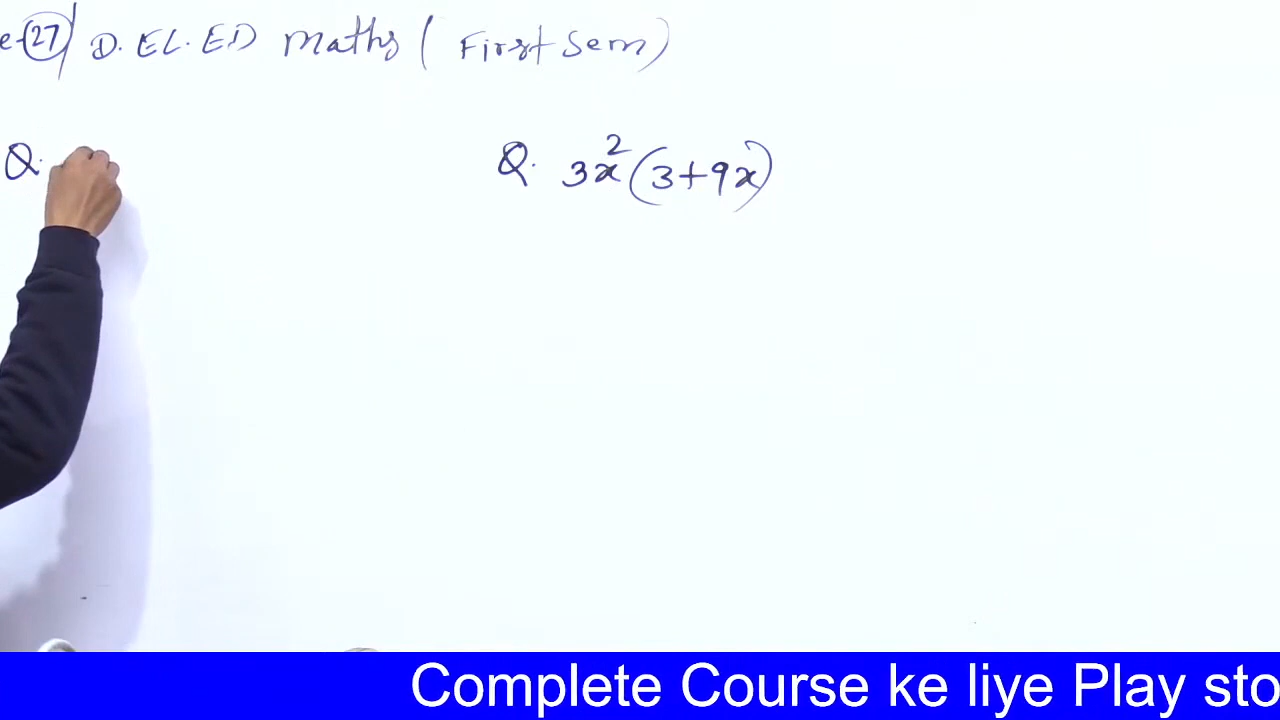 e-(27) D.EL.ED Maths ( First Sem)
Q.
Q. 3x²(3+9x)
Complete Course ke liye Play sto